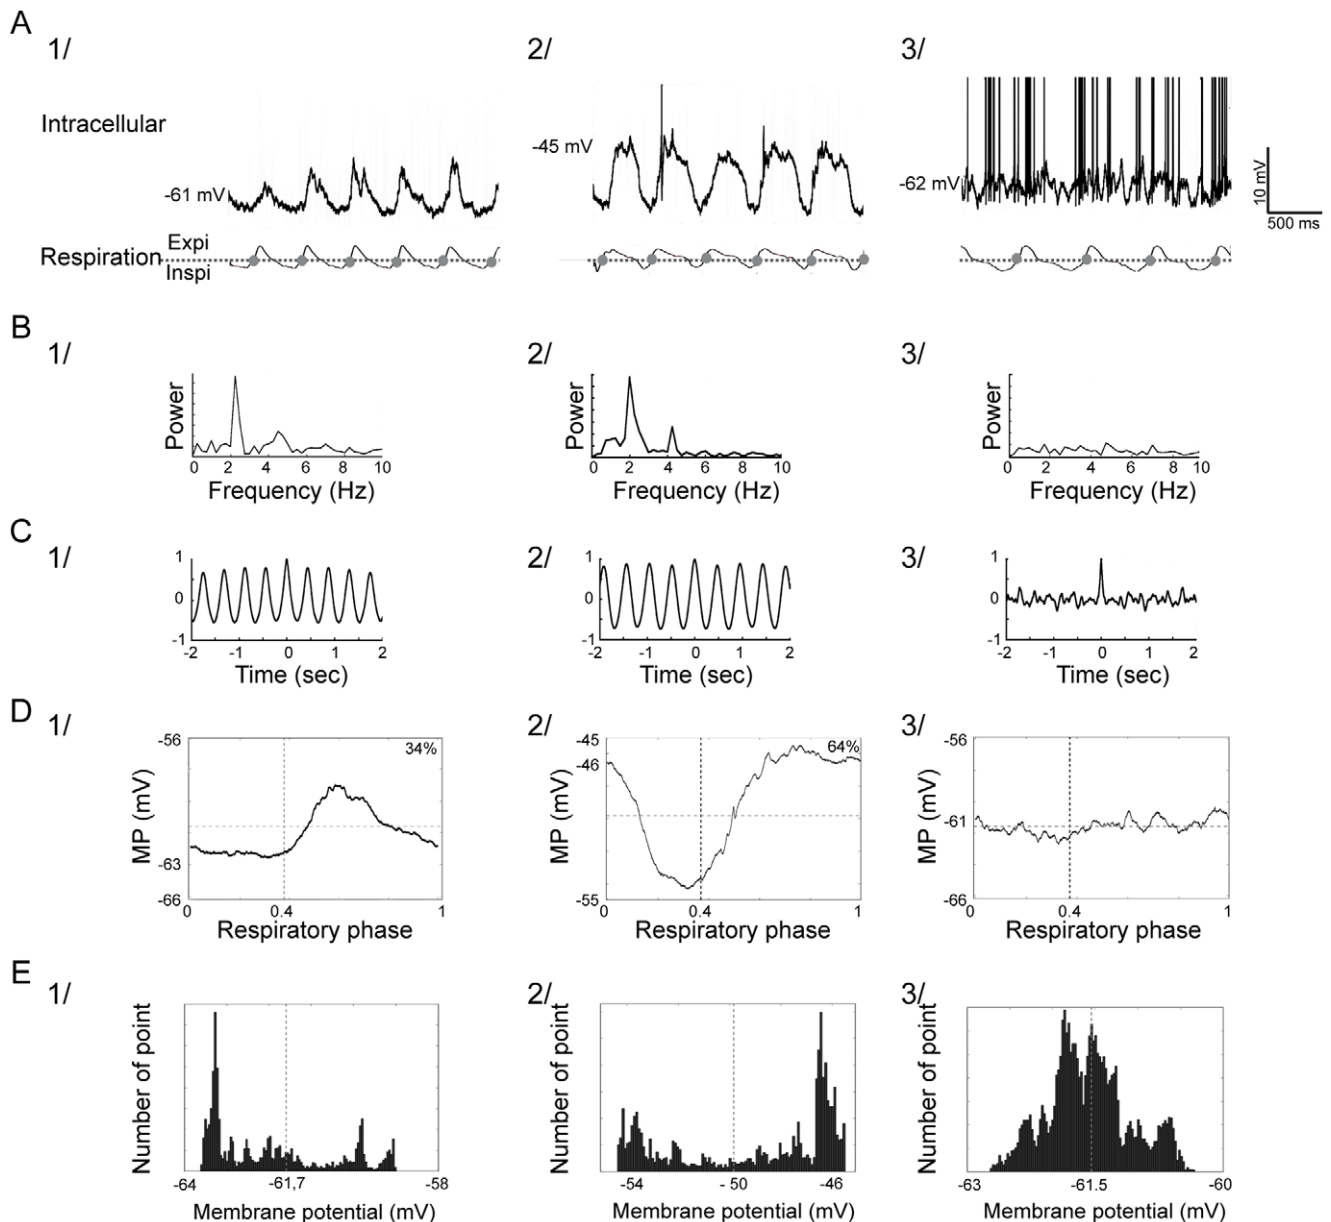 A
1/ 2/ 3/
Intracellular
-61 mV -45 mV -62 mV
10 mV
500 ms
Respiration Expi
Inspi
B
1/ 2/ 3/
Power Power Power
0 2 4 6 8 10 0 2 4 6 8 10 0 2 4 6 8 10
Frequency (Hz) Frequency (Hz) Frequency (Hz)
C
1/ 2/ 3/
1 1 1
0 0 0
-1 -1 -1
-2 -1 0 1 2 -2 -1 0 1 2 -2 -1 0 1 2
Time (sec) Time (sec) Time (sec)
D
1/ 2/ 3/
MP (mV) MP (mV) MP (mV)
-56 34% -45 64% -56
-46
-63 -61
-66 -55 -66
0 0.4 1 0 0.4 1 0 0.4 1
Respiratory phase Respiratory phase Respiratory phase
E
1/ 2/ 3/
Number of point Number of point Number of point
-64 -61,7 -58 -54 - 50 -46 -63 -61.5 -60
Membrane potential (mV) Membrane potential (mV) Membrane potential (mV)